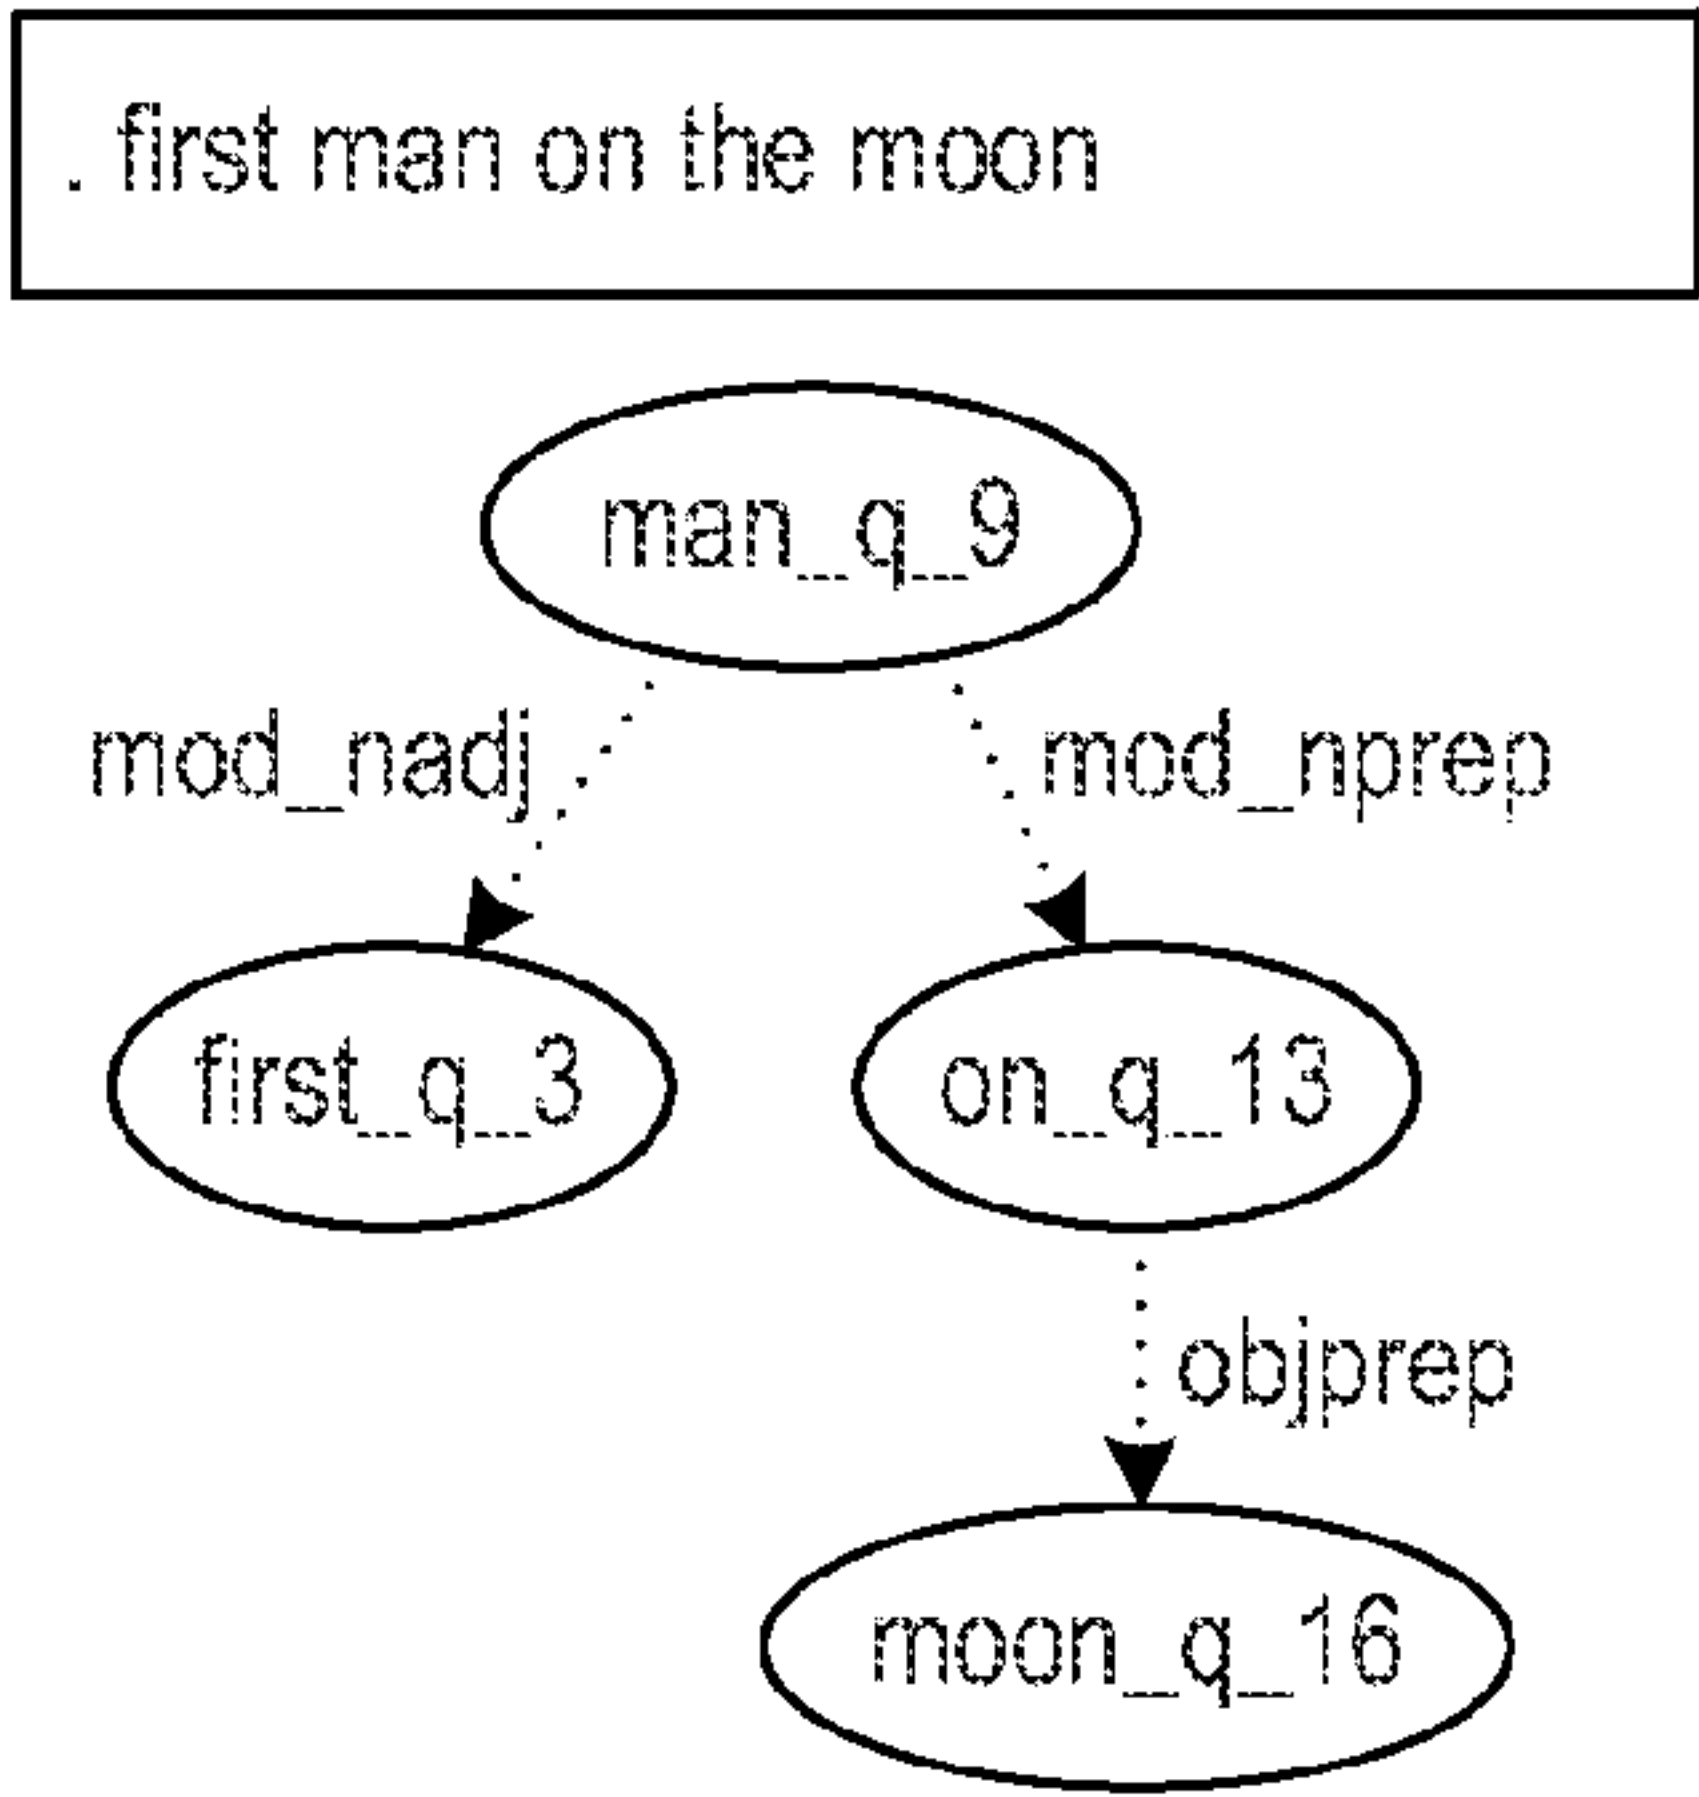 . first man on the moon
man_q_9
mod_nadj
mod_nprep
first_q_3
on_q_13
objprep
moon_q_16